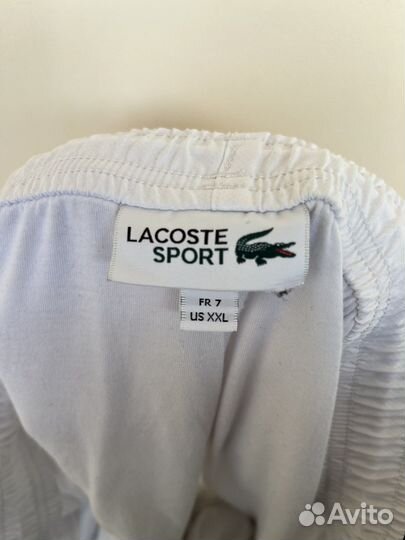 LACOSTE
SPORT
FR 7
US XXL
Avito